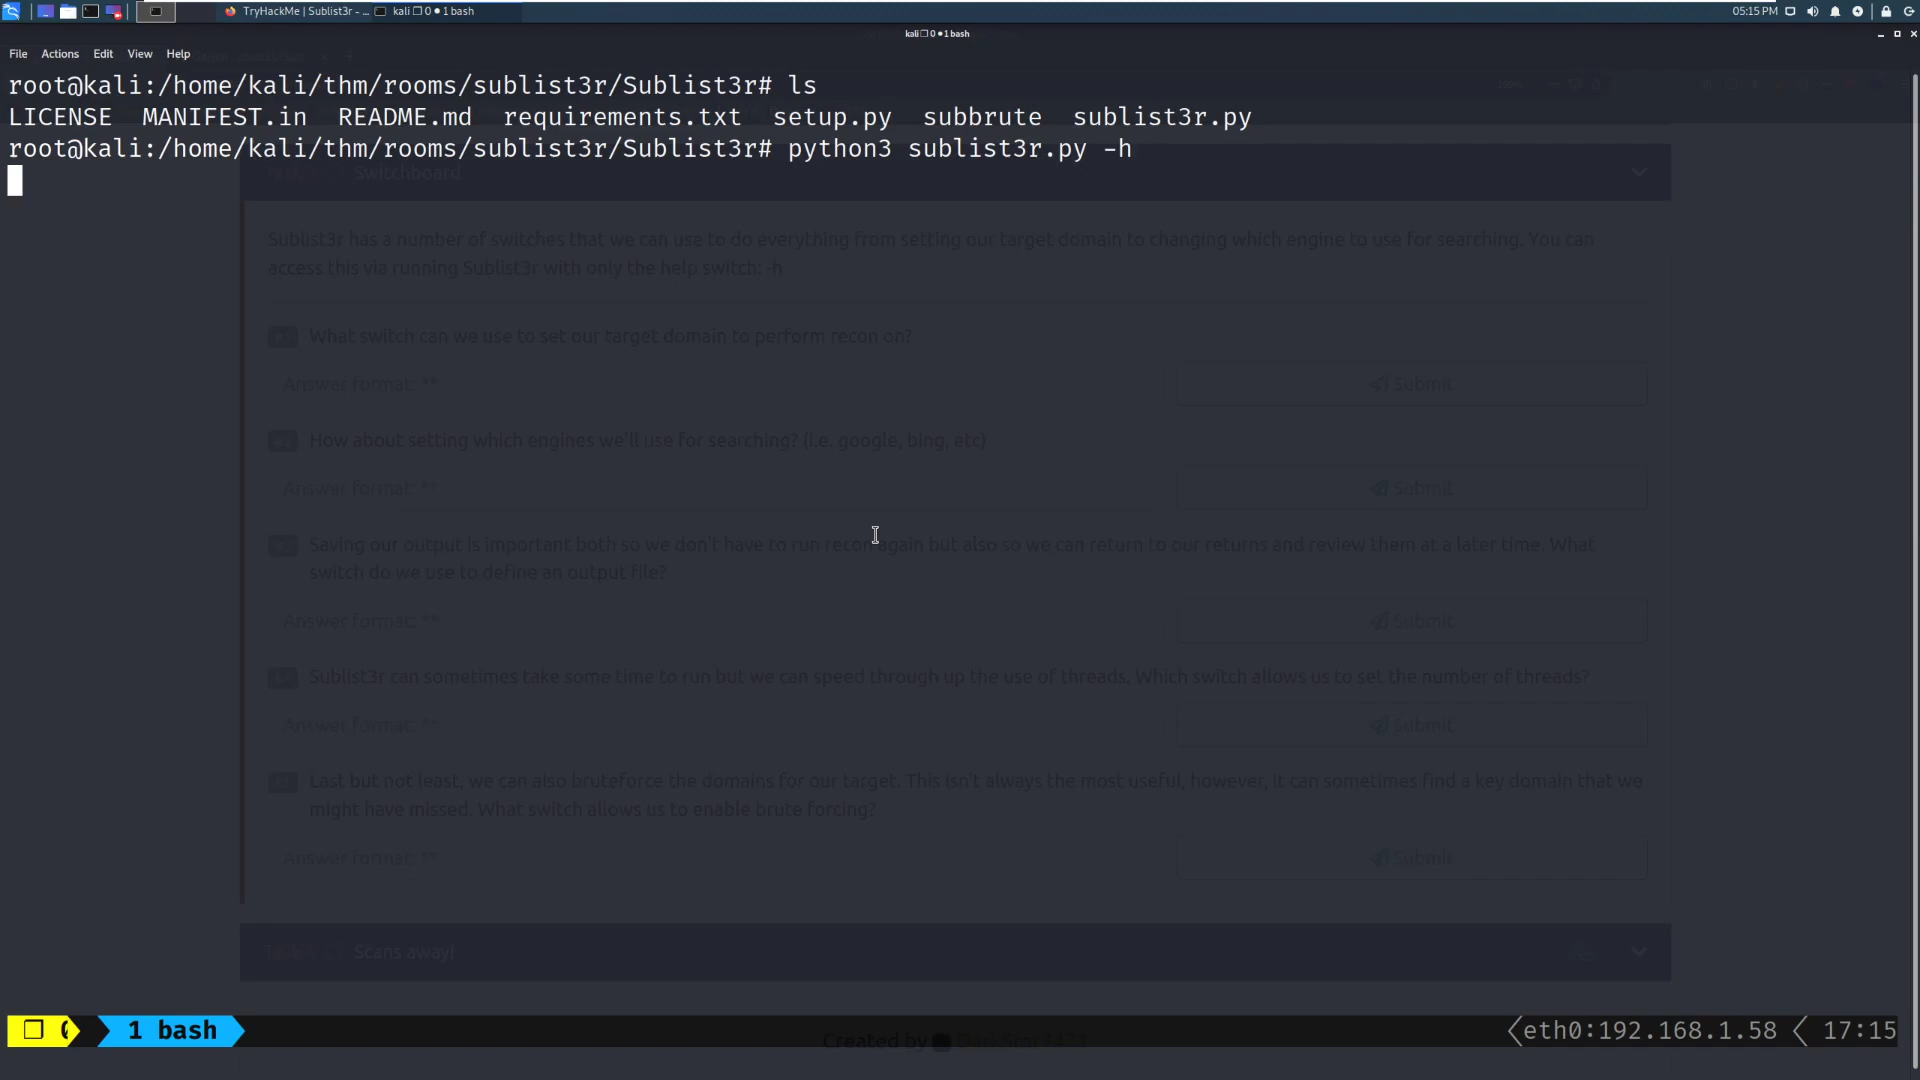 TryHackMe | Sublist3r - ...
kali ❐ 0 ● 1 bash
05:15 PM
kali ❐ 0 ● 1 bash
File Actions Edit View Help
root@kali:/home/kali/thm/rooms/sublist3r/Sublist3r# ls
LICENSE MANIFEST.in README.md requirements.txt setup.py subbrute sublist3r.py
root@kali:/home/kali/thm/rooms/sublist3r/Sublist3r# python3 sublist3r.py -h
Switchboard
Sublist3r has a number of switches that we can use to do everything from setting our target domain to changing which engine to use for searching. You can
access this via running Sublist3r with only the help switch: -h
What switch can we use to set our target domain to perform recon on?
Answer format: **
Submit
How about setting which engines we'll use for searching? (i.e. google, bing, etc)
Answer format: **
Submit
Saving our output is important both so we don't have to run recon again but also so we can return to our returns and review them at a later time. What
switch do we use to define an output file?
Answer format: **
Submit
Sublist3r can sometimes take some time to run but we can speed through up the use of threads. Which switch allows us to set the number of threads?
Answer format: **
Submit
Last but not least, we can also bruteforce the domains for our target. This isn't always the most useful, however, it can sometimes find a key domain that we
might have missed. What switch allows us to enable brute forcing?
Answer format: **
Submit
Scans away!
Created by
❐ 0 1 bash
eth0:192.168.1.58 17:15